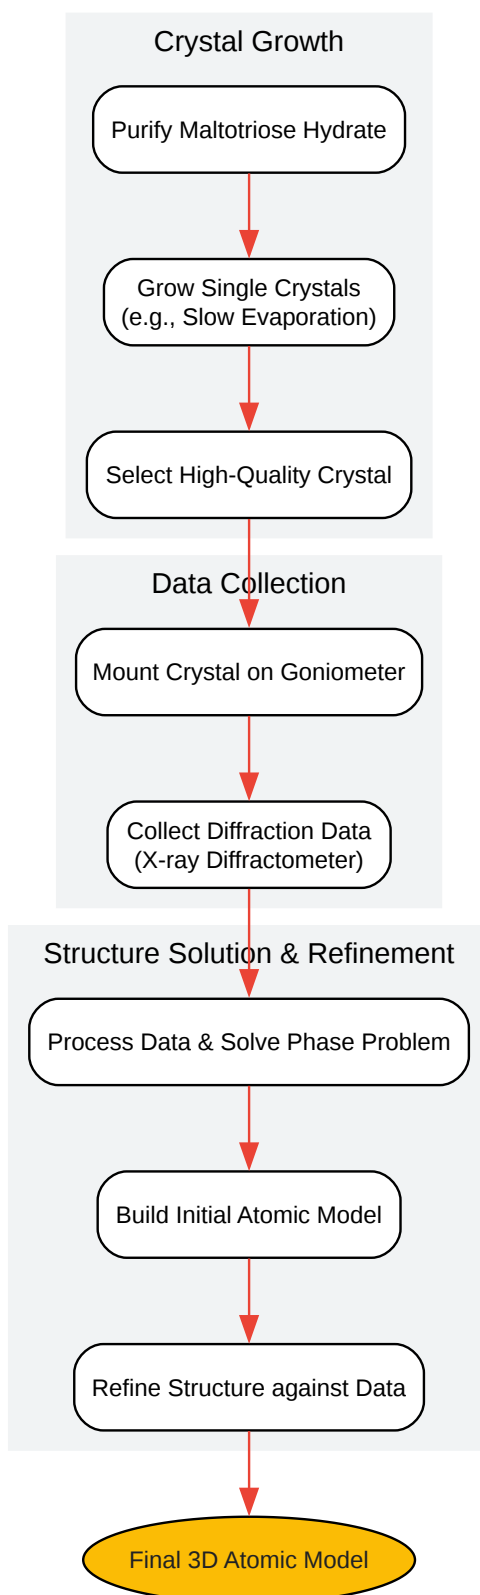 Crystal Growth
Purify Maltotriose Hydrate
Grow Single Crystals
(e.g., Slow Evaporation)
Select High-Quality Crystal
Data Collection
Mount Crystal on Goniometer
Collect Diffraction Data
(X-ray Diffractometer)
Structure Solution & Refinement
Process Data & Solve Phase Problem
Build Initial Atomic Model
Refine Structure against Data
Final 3D Atomic Model